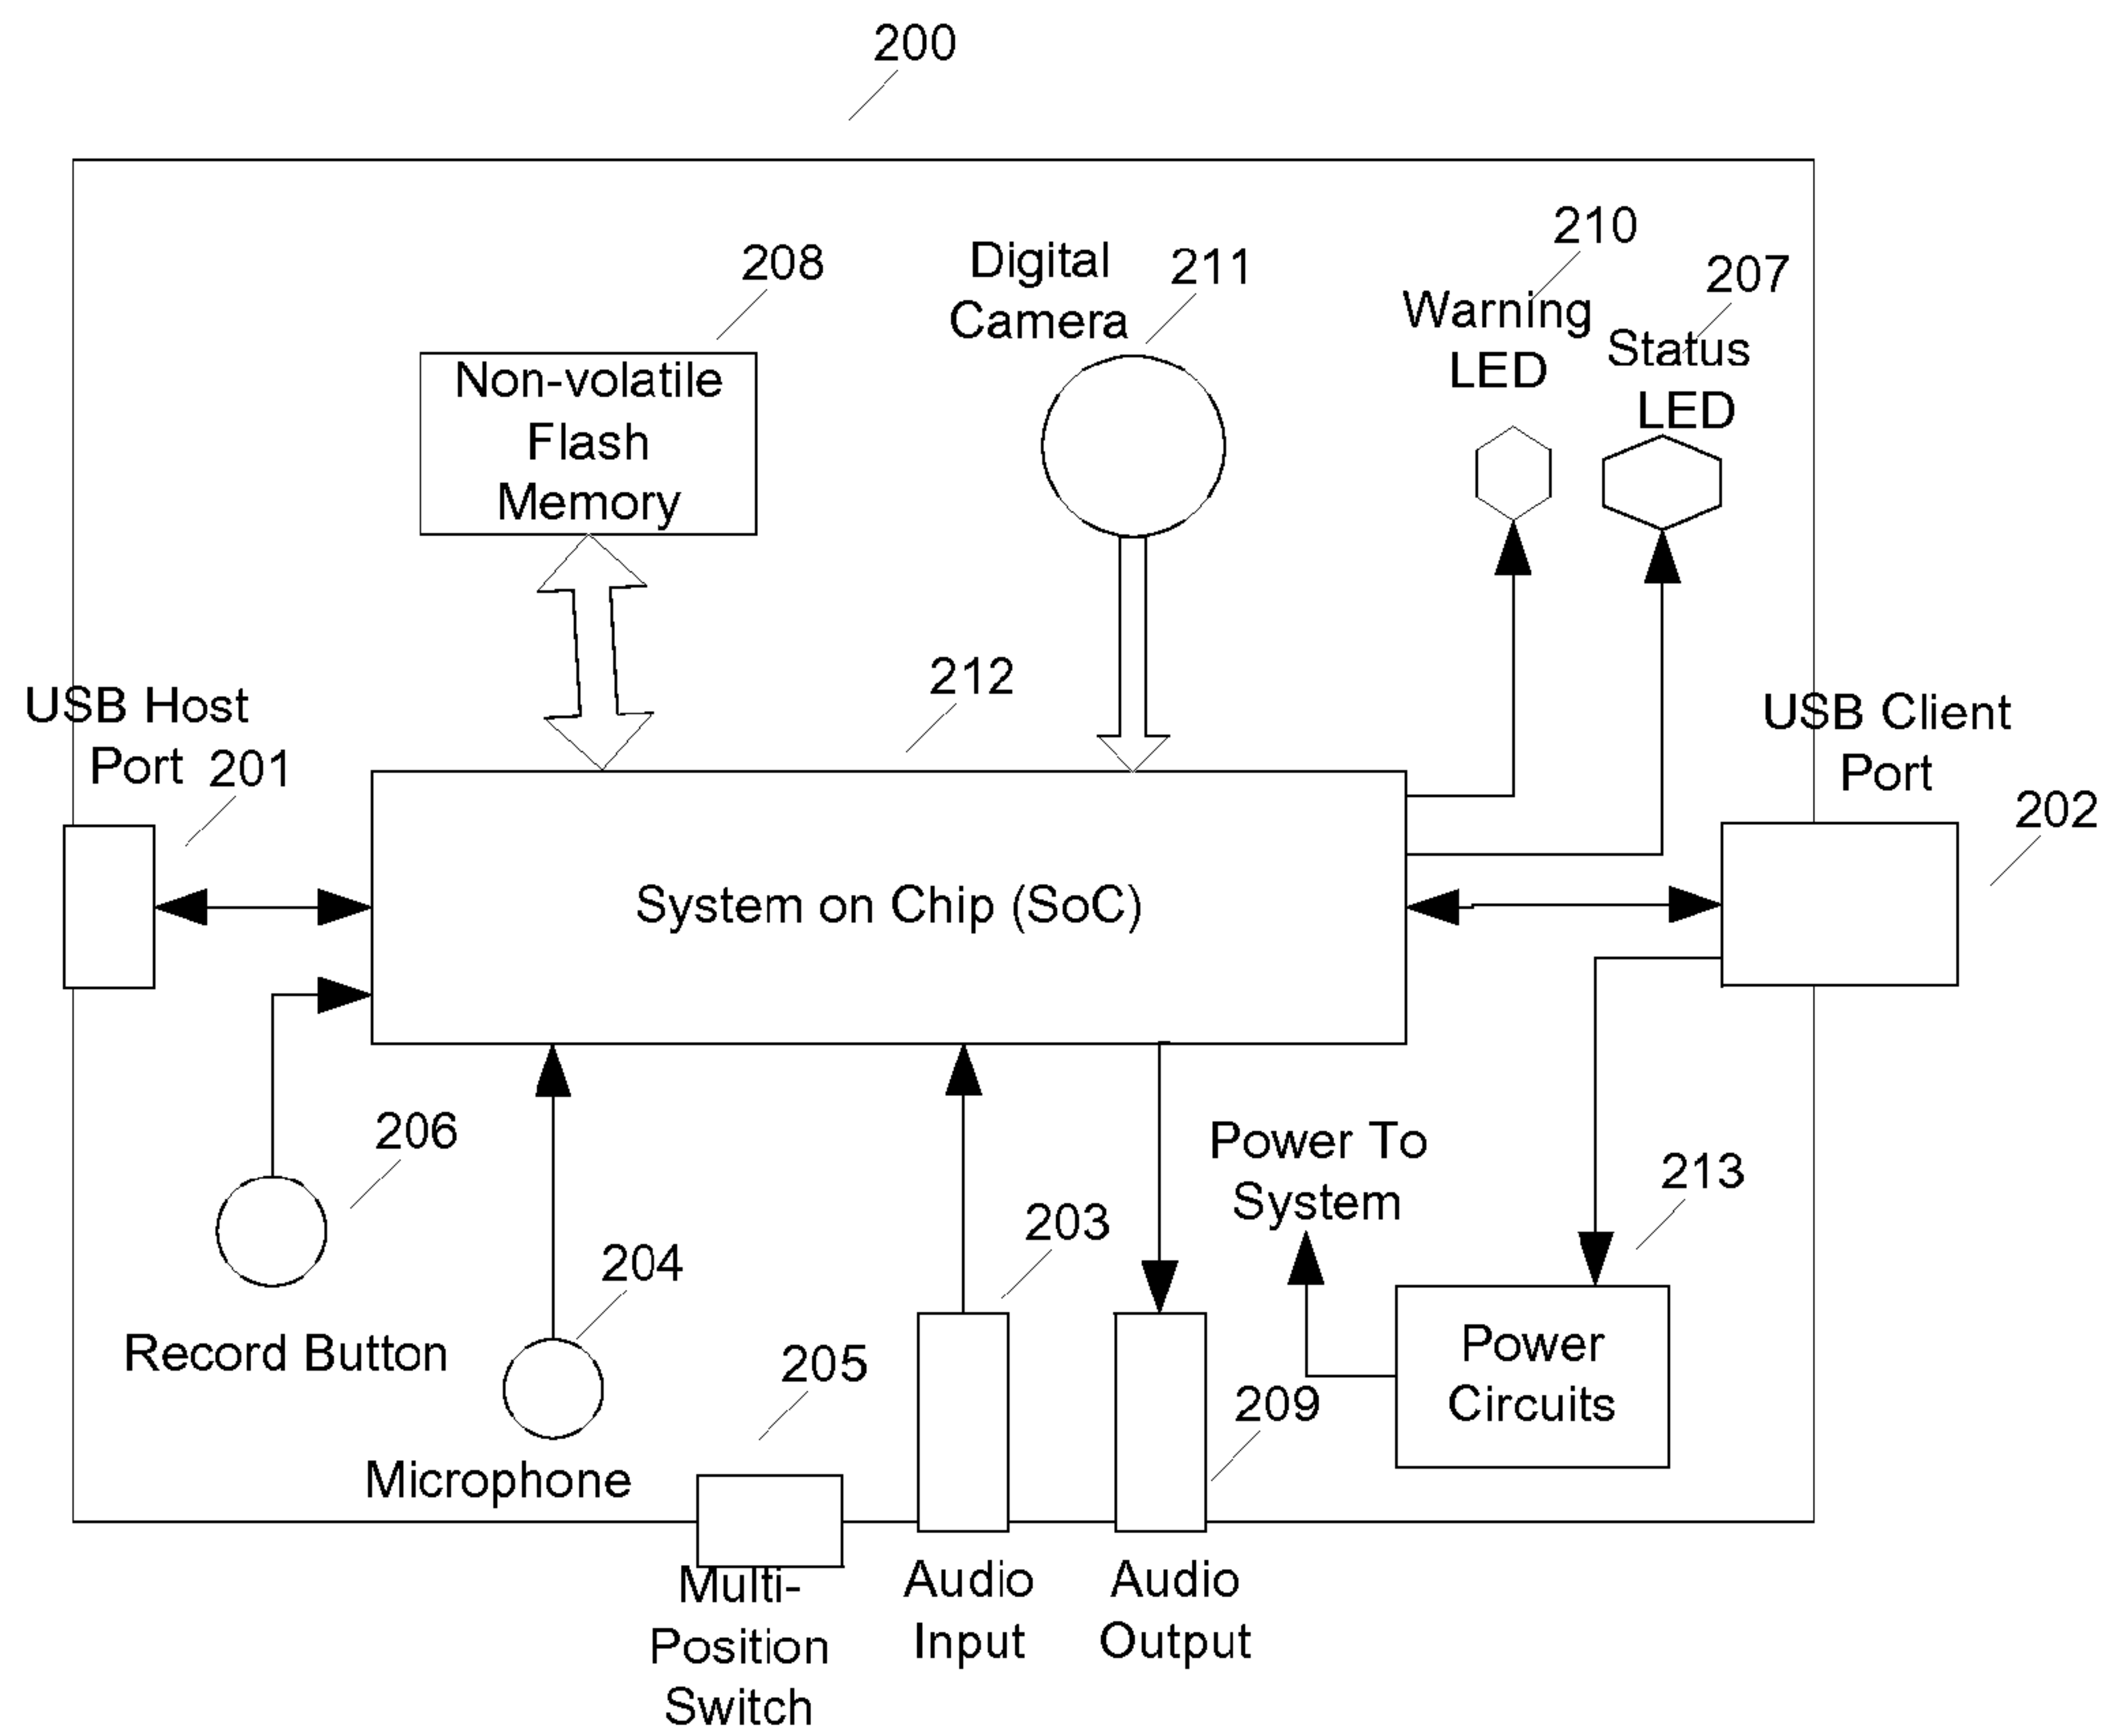 200
208
Non-volatile
Flash
Memory
Digital
Camera
211
210
Warning
LED
207
Status
LED
USB Host
Port 201
212
System on Chip (SoC)
USB Client
Port
202
206
Record Button
204
Microphone
205
Multi-
Position
Switch
203
Audio
Input
209
Audio
Output
Power To
System
213
Power
Circuits